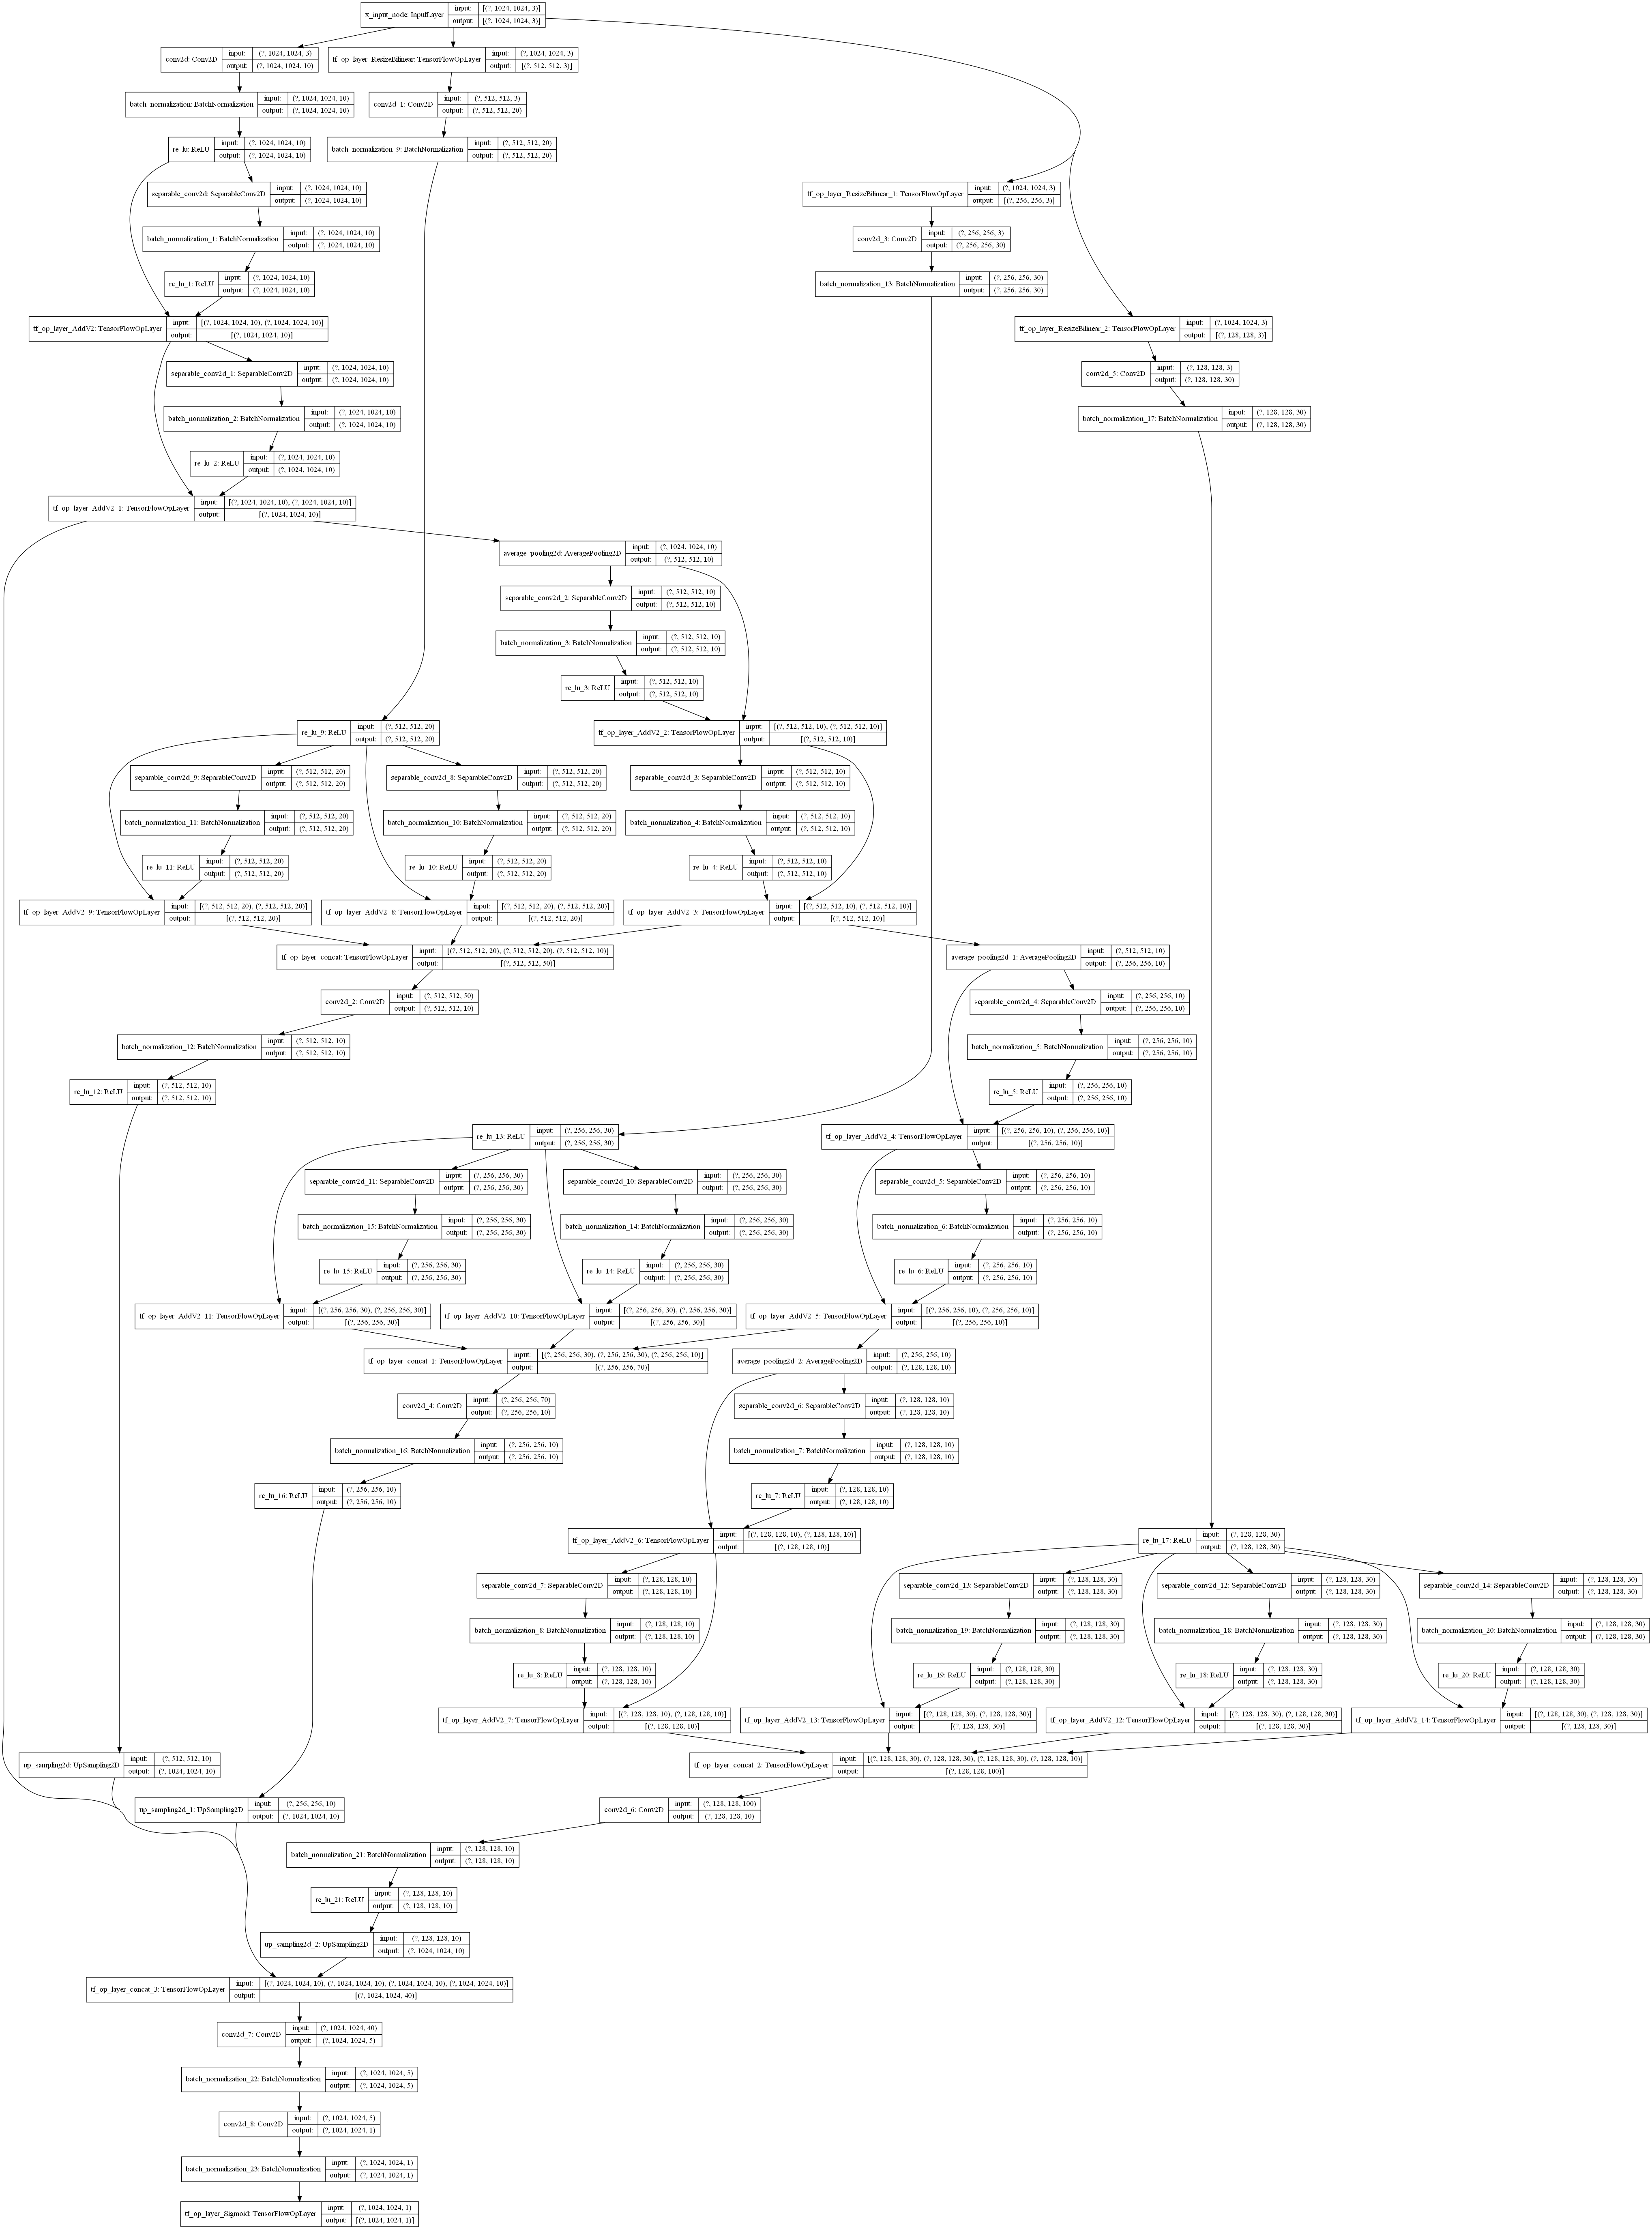 x_input_node: InputLayer
input: [(?, 1024, 1024, 3)]
output: [(?, 1024, 1024, 3)]
conv2d: Conv2D
input: (?, 1024, 1024, 3)
output: (?, 1024, 1024, 10)
tf_op_layer_ResizeBilinear: TensorFlowOpLayer
input: (?, 1024, 1024, 3)
output: [(?, 512, 512, 3)]
batch_normalization: BatchNormalization
input: (?, 1024, 1024, 10)
output: (?, 1024, 1024, 10)
conv2d_1: Conv2D
input: (?, 512, 512, 3)
output: (?, 512, 512, 20)
re_lu: ReLU
input: (?, 1024, 1024, 10)
output: (?, 1024, 1024, 10)
batch_normalization_9: BatchNormalization
input: (?, 512, 512, 20)
output: (?, 512, 512, 20)
separable_conv2d: SeparableConv2D
input: (?, 1024, 1024, 10)
output: (?, 1024, 1024, 10)
tf_op_layer_ResizeBilinear_1: TensorFlowOpLayer
input: (?, 1024, 1024, 3)
output: [(?, 256, 256, 3)]
batch_normalization_1: BatchNormalization
input: (?, 1024, 1024, 10)
output: (?, 1024, 1024, 10)
conv2d_3: Conv2D
input: (?, 256, 256, 3)
output: (?, 256, 256, 30)
re_lu_1: ReLU
input: (?, 1024, 1024, 10)
output: (?, 1024, 1024, 10)
batch_normalization_13: BatchNormalization
input: (?, 256, 256, 30)
output: (?, 256, 256, 30)
tf_op_layer_AddV2: TensorFlowOpLayer
input: [(?, 1024, 1024, 10), (?, 1024, 1024, 10)]
output: [(?, 1024, 1024, 10)]
tf_op_layer_ResizeBilinear_2: TensorFlowOpLayer
input: (?, 1024, 1024, 3)
output: [(?, 128, 128, 3)]
separable_conv2d_1: SeparableConv2D
input: (?, 1024, 1024, 10)
output: (?, 1024, 1024, 10)
conv2d_5: Conv2D
input: (?, 128, 128, 3)
output: (?, 128, 128, 30)
batch_normalization_2: BatchNormalization
input: (?, 1024, 1024, 10)
output: (?, 1024, 1024, 10)
batch_normalization_17: BatchNormalization
input: (?, 128, 128, 30)
output: (?, 128, 128, 30)
re_lu_2: ReLU
input: (?, 1024, 1024, 10)
output: (?, 1024, 1024, 10)
tf_op_layer_AddV2_1: TensorFlowOpLayer
input: [(?, 1024, 1024, 10), (?, 1024, 1024, 10)]
output: [(?, 1024, 1024, 10)]
average_pooling2d: AveragePooling2D
input: (?, 1024, 1024, 10)
output: (?, 512, 512, 10)
separable_conv2d_2: SeparableConv2D
input: (?, 512, 512, 10)
output: (?, 512, 512, 10)
batch_normalization_3: BatchNormalization
input: (?, 512, 512, 10)
output: (?, 512, 512, 10)
re_lu_3: ReLU
input: (?, 512, 512, 10)
output: (?, 512, 512, 10)
re_lu_9: ReLU
input: (?, 512, 512, 20)
output: (?, 512, 512, 20)
tf_op_layer_AddV2_2: TensorFlowOpLayer
input: [(?, 512, 512, 10), (?, 512, 512, 10)]
output: [(?, 512, 512, 10)]
separable_conv2d_9: SeparableConv2D
input: (?, 512, 512, 20)
output: (?, 512, 512, 20)
separable_conv2d_8: SeparableConv2D
input: (?, 512, 512, 20)
output: (?, 512, 512, 20)
separable_conv2d_3: SeparableConv2D
input: (?, 512, 512, 10)
output: (?, 512, 512, 10)
batch_normalization_11: BatchNormalization
input: (?, 512, 512, 20)
output: (?, 512, 512, 20)
batch_normalization_10: BatchNormalization
input: (?, 512, 512, 20)
output: (?, 512, 512, 20)
batch_normalization_4: BatchNormalization
input: (?, 512, 512, 10)
output: (?, 512, 512, 10)
re_lu_11: ReLU
input: (?, 512, 512, 20)
output: (?, 512, 512, 20)
re_lu_10: ReLU
input: (?, 512, 512, 20)
output: (?, 512, 512, 20)
re_lu_4: ReLU
input: (?, 512, 512, 10)
output: (?, 512, 512, 10)
tf_op_layer_AddV2_9: TensorFlowOpLayer
input: [(?, 512, 512, 20), (?, 512, 512, 20)]
output: [(?, 512, 512, 20)]
tf_op_layer_AddV2_8: TensorFlowOpLayer
input: [(?, 512, 512, 20), (?, 512, 512, 20)]
output: [(?, 512, 512, 20)]
tf_op_layer_AddV2_3: TensorFlowOpLayer
input: [(?, 512, 512, 10), (?, 512, 512, 10)]
output: [(?, 512, 512, 10)]
tf_op_layer_concat: TensorFlowOpLayer
input: [(?, 512, 512, 20), (?, 512, 512, 20), (?, 512, 512, 10)]
output: [(?, 512, 512, 50)]
average_pooling2d_1: AveragePooling2D
input: (?, 512, 512, 10)
output: (?, 256, 256, 10)
conv2d_2: Conv2D
input: (?, 512, 512, 50)
output: (?, 512, 512, 10)
separable_conv2d_4: SeparableConv2D
input: (?, 256, 256, 10)
output: (?, 256, 256, 10)
batch_normalization_12: BatchNormalization
input: (?, 512, 512, 10)
output: (?, 512, 512, 10)
batch_normalization_5: BatchNormalization
input: (?, 256, 256, 10)
output: (?, 256, 256, 10)
re_lu_12: ReLU
input: (?, 512, 512, 10)
output: (?, 512, 512, 10)
re_lu_5: ReLU
input: (?, 256, 256, 10)
output: (?, 256, 256, 10)
re_lu_13: ReLU
input: (?, 256, 256, 30)
output: (?, 256, 256, 30)
tf_op_layer_AddV2_4: TensorFlowOpLayer
input: [(?, 256, 256, 10), (?, 256, 256, 10)]
output: [(?, 256, 256, 10)]
separable_conv2d_11: SeparableConv2D
input: (?, 256, 256, 30)
output: (?, 256, 256, 30)
separable_conv2d_10: SeparableConv2D
input: (?, 256, 256, 30)
output: (?, 256, 256, 30)
separable_conv2d_5: SeparableConv2D
input: (?, 256, 256, 10)
output: (?, 256, 256, 10)
batch_normalization_15: BatchNormalization
input: (?, 256, 256, 30)
output: (?, 256, 256, 30)
batch_normalization_14: BatchNormalization
input: (?, 256, 256, 30)
output: (?, 256, 256, 30)
batch_normalization_6: BatchNormalization
input: (?, 256, 256, 10)
output: (?, 256, 256, 10)
re_lu_15: ReLU
input: (?, 256, 256, 30)
output: (?, 256, 256, 30)
re_lu_14: ReLU
input: (?, 256, 256, 30)
output: (?, 256, 256, 30)
re_lu_6: ReLU
input: (?, 256, 256, 10)
output: (?, 256, 256, 10)
tf_op_layer_AddV2_11: TensorFlowOpLayer
input: [(?, 256, 256, 30), (?, 256, 256, 30)]
output: [(?, 256, 256, 30)]
tf_op_layer_AddV2_10: TensorFlowOpLayer
input: [(?, 256, 256, 30), (?, 256, 256, 30)]
output: [(?, 256, 256, 30)]
tf_op_layer_AddV2_5: TensorFlowOpLayer
input: [(?, 256, 256, 10), (?, 256, 256, 10)]
output: [(?, 256, 256, 10)]
tf_op_layer_concat_1: TensorFlowOpLayer
input: [(?, 256, 256, 30), (?, 256, 256, 30), (?, 256, 256, 10)]
output: [(?, 256, 256, 70)]
average_pooling2d_2: AveragePooling2D
input: (?, 256, 256, 10)
output: (?, 128, 128, 10)
conv2d_4: Conv2D
input: (?, 256, 256, 70)
output: (?, 256, 256, 10)
separable_conv2d_6: SeparableConv2D
input: (?, 128, 128, 10)
output: (?, 128, 128, 10)
batch_normalization_16: BatchNormalization
input: (?, 256, 256, 10)
output: (?, 256, 256, 10)
batch_normalization_7: BatchNormalization
input: (?, 128, 128, 10)
output: (?, 128, 128, 10)
re_lu_16: ReLU
input: (?, 256, 256, 10)
output: (?, 256, 256, 10)
re_lu_7: ReLU
input: (?, 128, 128, 10)
output: (?, 128, 128, 10)
tf_op_layer_AddV2_6: TensorFlowOpLayer
input: [(?, 128, 128, 10), (?, 128, 128, 10)]
output: [(?, 128, 128, 10)]
re_lu_17: ReLU
input: (?, 128, 128, 30)
output: (?, 128, 128, 30)
separable_conv2d_7: SeparableConv2D
input: (?, 128, 128, 10)
output: (?, 128, 128, 10)
separable_conv2d_13: SeparableConv2D
input: (?, 128, 128, 30)
output: (?, 128, 128, 30)
separable_conv2d_12: SeparableConv2D
input: (?, 128, 128, 30)
output: (?, 128, 128, 30)
separable_conv2d_14: SeparableConv2D
input: (?, 128, 128, 30)
output: (?, 128, 128, 30)
batch_normalization_8: BatchNormalization
input: (?, 128, 128, 10)
output: (?, 128, 128, 10)
batch_normalization_19: BatchNormalization
input: (?, 128, 128, 30)
output: (?, 128, 128, 30)
batch_normalization_18: BatchNormalization
input: (?, 128, 128, 30)
output: (?, 128, 128, 30)
batch_normalization_20: BatchNormalization
input: (?, 128, 128, 30)
output: (?, 128, 128, 30)
re_lu_8: ReLU
input: (?, 128, 128, 10)
output: (?, 128, 128, 10)
re_lu_19: ReLU
input: (?, 128, 128, 30)
output: (?, 128, 128, 30)
re_lu_18: ReLU
input: (?, 128, 128, 30)
output: (?, 128, 128, 30)
re_lu_20: ReLU
input: (?, 128, 128, 30)
output: (?, 128, 128, 30)
tf_op_layer_AddV2_7: TensorFlowOpLayer
input: [(?, 128, 128, 10), (?, 128, 128, 10)]
output: [(?, 128, 128, 10)]
tf_op_layer_AddV2_13: TensorFlowOpLayer
input: [(?, 128, 128, 30), (?, 128, 128, 30)]
output: [(?, 128, 128, 30)]
tf_op_layer_AddV2_12: TensorFlowOpLayer
input: [(?, 128, 128, 30), (?, 128, 128, 30)]
output: [(?, 128, 128, 30)]
tf_op_layer_AddV2_14: TensorFlowOpLayer
input: [(?, 128, 128, 30), (?, 128, 128, 30)]
output: [(?, 128, 128, 30)]
up_sampling2d: UpSampling2D
input: (?, 512, 512, 10)
output: (?, 1024, 1024, 10)
tf_op_layer_concat_2: TensorFlowOpLayer
input: [(?, 128, 128, 30), (?, 128, 128, 30), (?, 128, 128, 30), (?, 128, 128, 10)]
output: [(?, 128, 128, 100)]
up_sampling2d_1: UpSampling2D
input: (?, 256, 256, 10)
output: (?, 1024, 1024, 10)
conv2d_6: Conv2D
input: (?, 128, 128, 100)
output: (?, 128, 128, 10)
batch_normalization_21: BatchNormalization
input: (?, 128, 128, 10)
output: (?, 128, 128, 10)
re_lu_21: ReLU
input: (?, 128, 128, 10)
output: (?, 128, 128, 10)
up_sampling2d_2: UpSampling2D
input: (?, 128, 128, 10)
output: (?, 1024, 1024, 10)
tf_op_layer_concat_3: TensorFlowOpLayer
input: [(?, 1024, 1024, 10), (?, 1024, 1024, 10), (?, 1024, 1024, 10), (?, 1024, 1024, 10)]
output: [(?, 1024, 1024, 40)]
conv2d_7: Conv2D
input: (?, 1024, 1024, 40)
output: (?, 1024, 1024, 5)
batch_normalization_22: BatchNormalization
input: (?, 1024, 1024, 5)
output: (?, 1024, 1024, 5)
conv2d_8: Conv2D
input: (?, 1024, 1024, 5)
output: (?, 1024, 1024, 1)
batch_normalization_23: BatchNormalization
input: (?, 1024, 1024, 1)
output: (?, 1024, 1024, 1)
tf_op_layer_Sigmoid: TensorFlowOpLayer
input: (?, 1024, 1024, 1)
output: [(?, 1024, 1024, 1)]